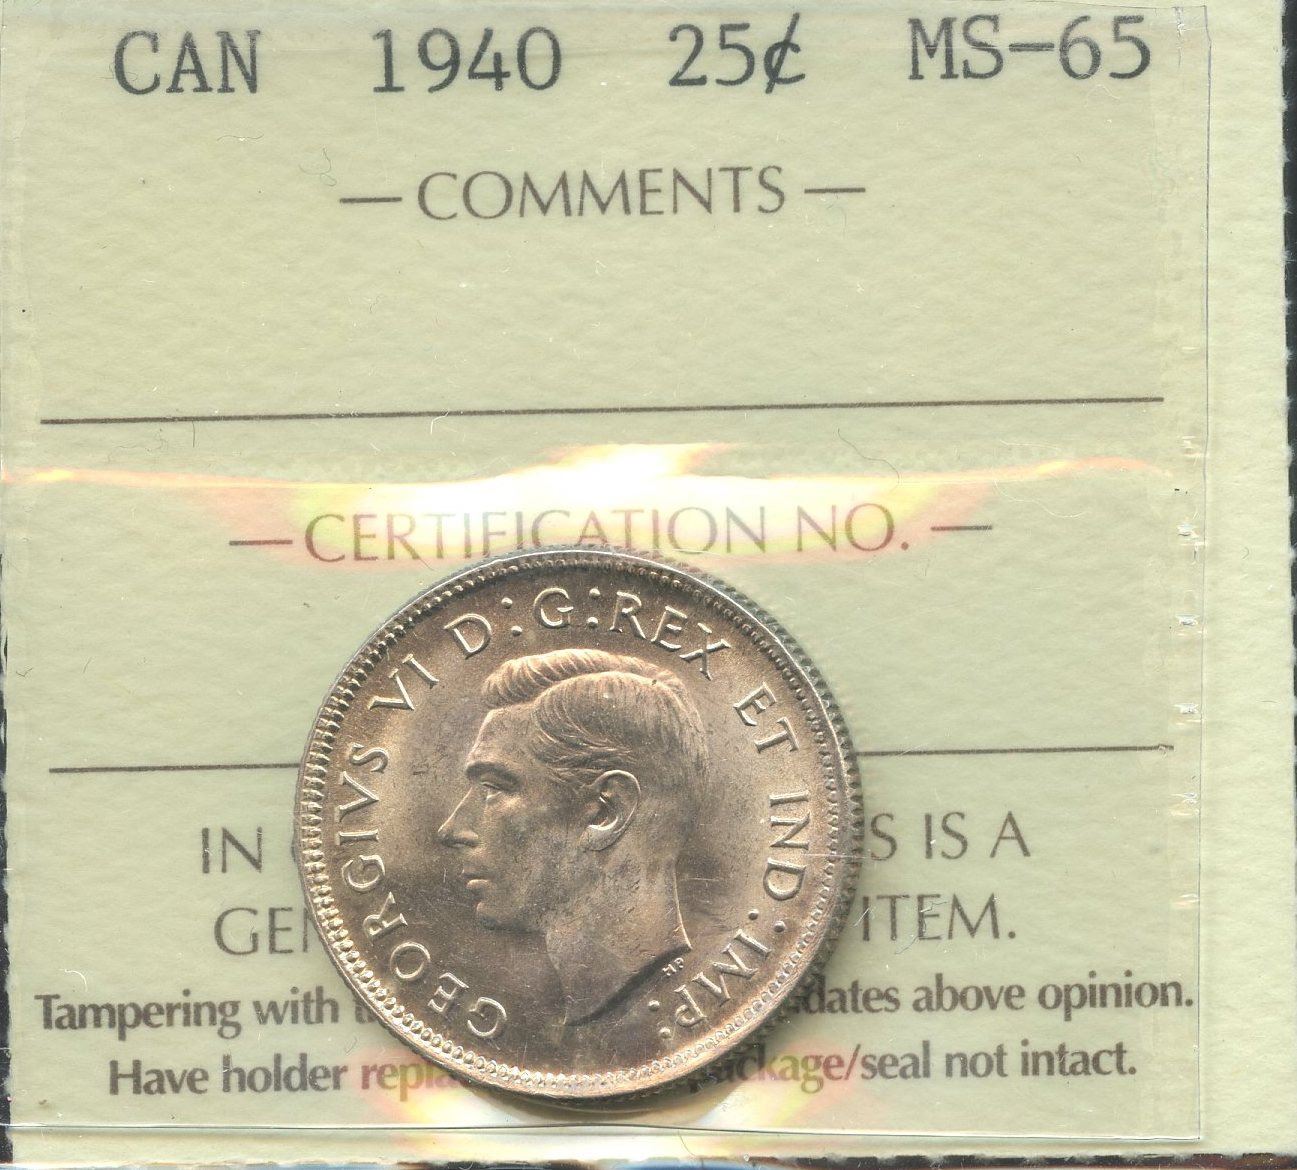 CAN 1940 25¢ MS-65
—COMMENTS—
—CERTIFICATION NO.—
GEORGIVS VI D:G:REX ET IND:IMP:
HP
IN S IS A
GEN ITEM.
Tampering with dates above opinion.
Have holder package/seal not intact.